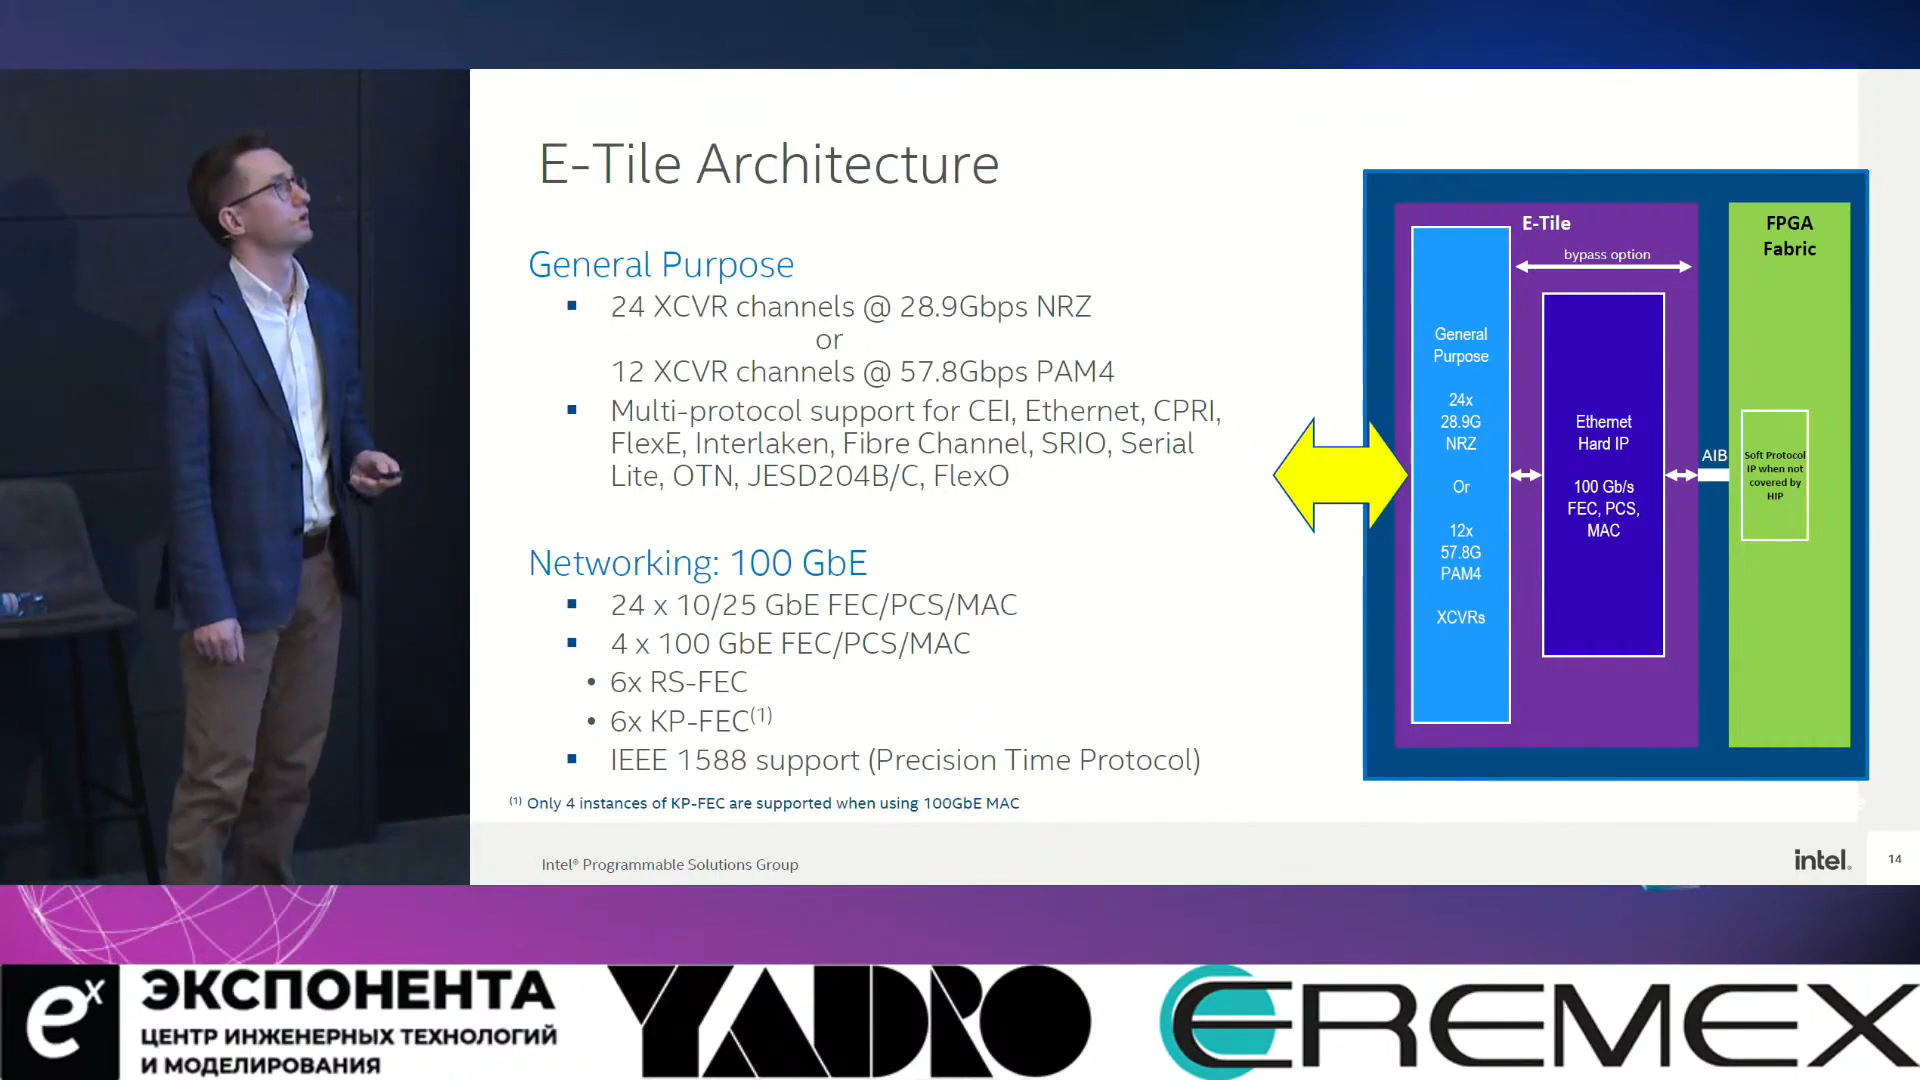 E-Tile Architecture
General Purpose
24 XCVR channels @ 28.9Gbps NRZ
or
12 XCVR channels @ 57.8Gbps PAM4
Multi-protocol support for CEI, Ethernet, CPRI,
FlexE, Interlaken, Fibre Channel, SRIO, Serial
Lite, OTN, JESD204B/C, FlexO
Networking: 100 GbE
24 x 10/25 GbE FEC/PCS/MAC
4 x 100 GbE FEC/PCS/MAC
• 6x RS-FEC
• 6x KP-FEC(1)
IEEE 1588 support (Precision Time Protocol)
(1) Only 4 instances of KP-FEC are supported when using 100GbE MAC
E-Tile
bypass option
General
Purpose
24x
28.9G
NRZ
Or
12x
57.8G
PAM4
XCVRs
Ethernet
Hard IP
100 Gb/s
FEC, PCS,
MAC
AIB
FPGA
Fabric
Soft Protocol
IP when not
covered by
HIP
Intel® Programmable Solutions Group
intel.
14
ex
ЭКСПОНЕНТА
ЦЕНТР ИНЖЕНЕРНЫХ ТЕХНОЛОГИЙ
И МОДЕЛИРОВАНИЯ
YADRO
EREMEX